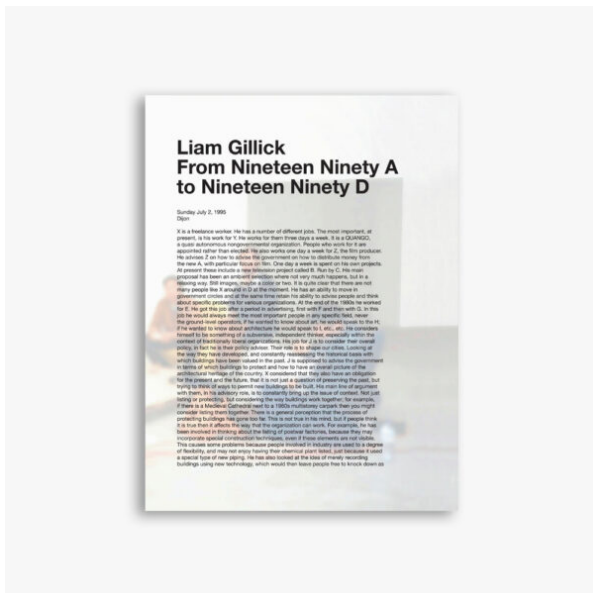 Liam Gillick
From Nineteen Ninety A
to Nineteen Ninety D
Sunday July 2, 1993
Dijon
X is a freelance worker. He has a number of different jobs. The most important, at
present, is his work for Y. He works for them three days a week. It is a QUANGO,
a quasi autonomous nongovernmental organization. People who work for it are
appointed rather than elected. He also works one day a week for Z, the film producer.
He advises Z on how to advise the government on how to distribute money from
the new A, with particular focus on film. One day a week is spent on his own projects.
At present these include a new television project called B. Run by C. His main
proposal has been an ambient selection where not very much happens, but in a
relaxing way. Still images, maybe a color or two. It is quite clear that there are not
many people like X around in D at the moment. He has an ability to move in
government circles and at the same time retain his ability to advise people and think
about specific problems for various organizations. At the end of the 1980s he worked
for E. He got this job after a period in advertising, first with F and then with G. In this
job he would always meet the most important people in any specific field, never
the ground-level operators, if he wanted to know about art, he would speak to the H;
if he wanted to know about architecture he would speak to I, etc., etc. He considers
himself to be something of a subversive, independent thinker, especially within the
context of traditionally liberal organizations. His job for J is to consider their overall
policy, in fact he is their policy advisor. Their role is to shape our cities. Looking at
the way they have developed, and constantly reassessing the historical basis with
which buildings have been valued in the past. J is supposed to advise the government
in terms of which buildings to protect and how to have an overall picture of the
architectural heritage of the country. X considered that they also have an obligation
for the present and the future, that it is not just a question of preserving the past, but
trying to think of ways to permit new buildings to be built. His main line of argument
with them, in his advisory role, is to constantly bring up the issue of context. Not just
listing or protecting, but considering the way buildings work together; for example,
if there is a Medieval Cathedral next to a 1960s multistorey carpark then you might
consider listing them together. There is a general perception that the process of
protecting buildings has gone too far. This is not true in his mind, but if people think
it is true then it affects the way that the organization can work. For example, he has
been involved in thinking about the listing of postwar factories, because they may
incorporate special construction techniques, even if those elements are not visible.
This causes some problems because people involved in industry are used to a degree
of flexibility, and may not enjoy having their chemical plant listed, just because it used
a special type of new piping. He has also looked at the idea of merely recording
buildings using new technology, which would then leave people free to knock down as